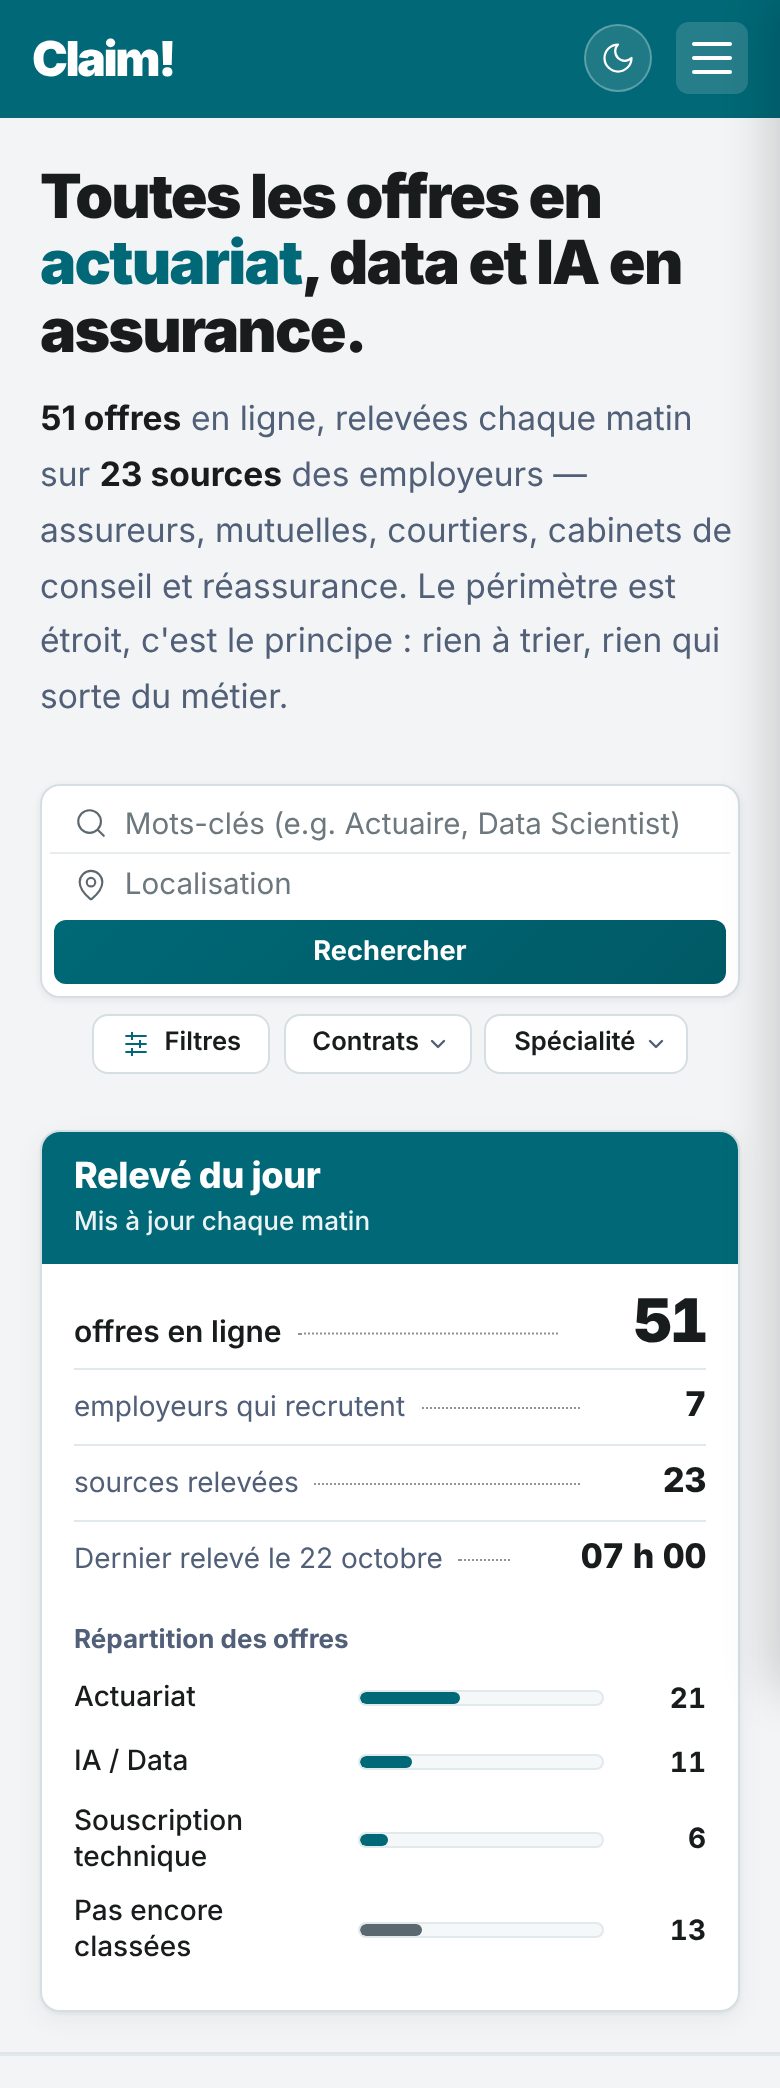 Claim!
Toutes les offres en
actuariat, data et IA en
assurance.
51 offres en ligne, relevées chaque matin
sur 23 sources des employeurs —
assureurs, mutuelles, courtiers, cabinets de
conseil et réassurance. Le périmètre est
étroit, c'est le principe : rien à trier, rien qui
sorte du métier.
Mots-clés (e.g. Actuaire, Data Scientist)
Localisation
Rechercher
Filtres Contrats Spécialité
Relevé du jour
Mis à jour chaque matin
offres en ligne 51
employeurs qui recrutent 7
sources relevées 23
Dernier relevé le 22 octobre 07 h 00
Répartition des offres
Actuariat 21
IA / Data 11
Souscription
technique 6
Pas encore
classées 13